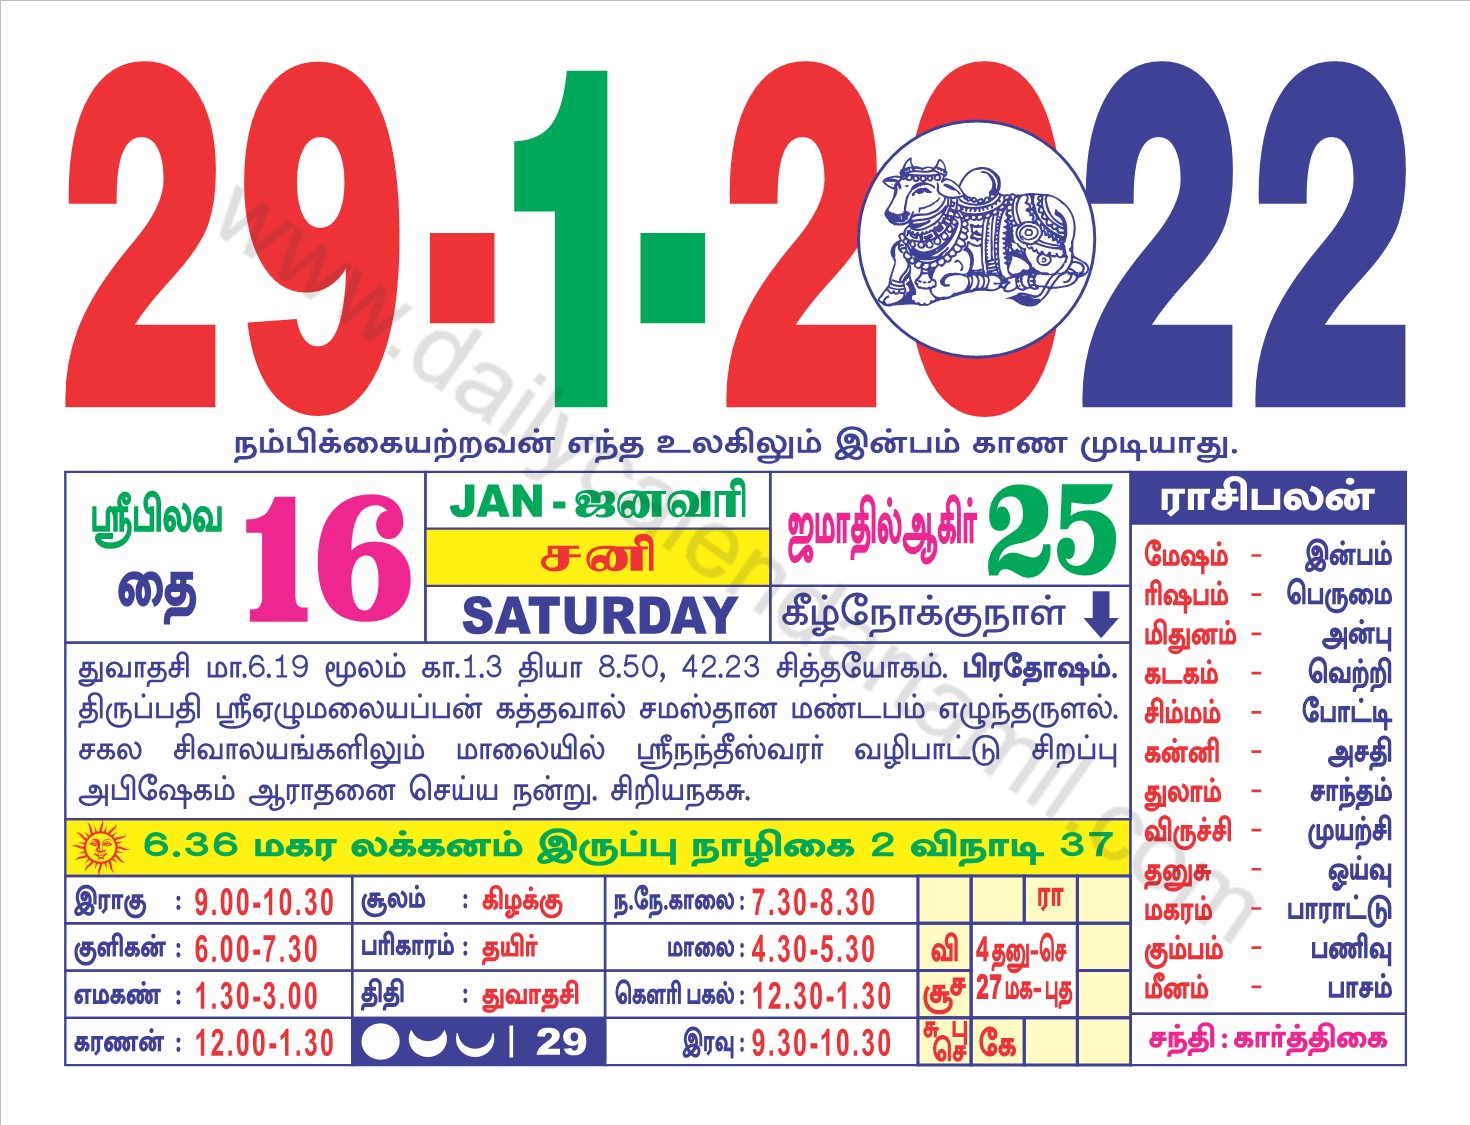 29-1-2022
நம்பிக்கையற்றவன் எந்த உலகிலும் இன்பம் காண முடியாது.
ஸ்ரீபிலவ
தை
16
JAN - ஜனவரி
சனி
SATURDAY
ஜமாதில்ஆகிர் 25
கீழ்நோக்குநாள்
துவாதசி மா.6.19 மூலம் கா.1.3 தியா 8.50, 42.23 சித்தயோகம். பிரதோஷம்.
திருப்பதி ஸ்ரீஏழுமலையப்பன் கத்தவால் சமஸ்தான மண்டபம் எழுந்தருளல்.
சகல சிவாலயங்களிலும் மாலையில் ஸ்ரீநந்தீஸ்வரர் வழிபாட்டு சிறப்பு
அபிஷேகம் ஆராதனை செய்ய நன்று. சிறியநகசு.
6.36 மகர லக்கனம் இருப்பு நாழிகை 2 விநாடி 37
இராகு : 9.00-10.30
குளிகன் : 6.00-7.30
எமகண் : 1.30-3.00
கரணன் : 12.00-1.30
சூலம் : கிழக்கு
பரிகாரம் : தயிர்
திதி : துவாதசி
29
ந.நே.காலை : 7.30-8.30
மாலை : 4.30-5.30
கௌரி பகல் : 12.30-1.30
இரவு : 9.30-10.30
ரா
வி
4தனு-செ
சூ ச
27மக-புத
சு பு
செ
கே
ராசிபலன்
மேஷம் - இன்பம்
ரிஷபம் - பெருமை
மிதுனம் - அன்பு
கடகம் - வெற்றி
சிம்மம் - போட்டி
கன்னி - அசதி
துலாம் - சாந்தம்
விருச்சி - முயற்சி
தனுசு - ஓய்வு
மகரம் - பாராட்டு
கும்பம் - பணிவு
மீனம் - பாசம்
சந்தி : கார்த்திகை
www.dailycalendartamil.com